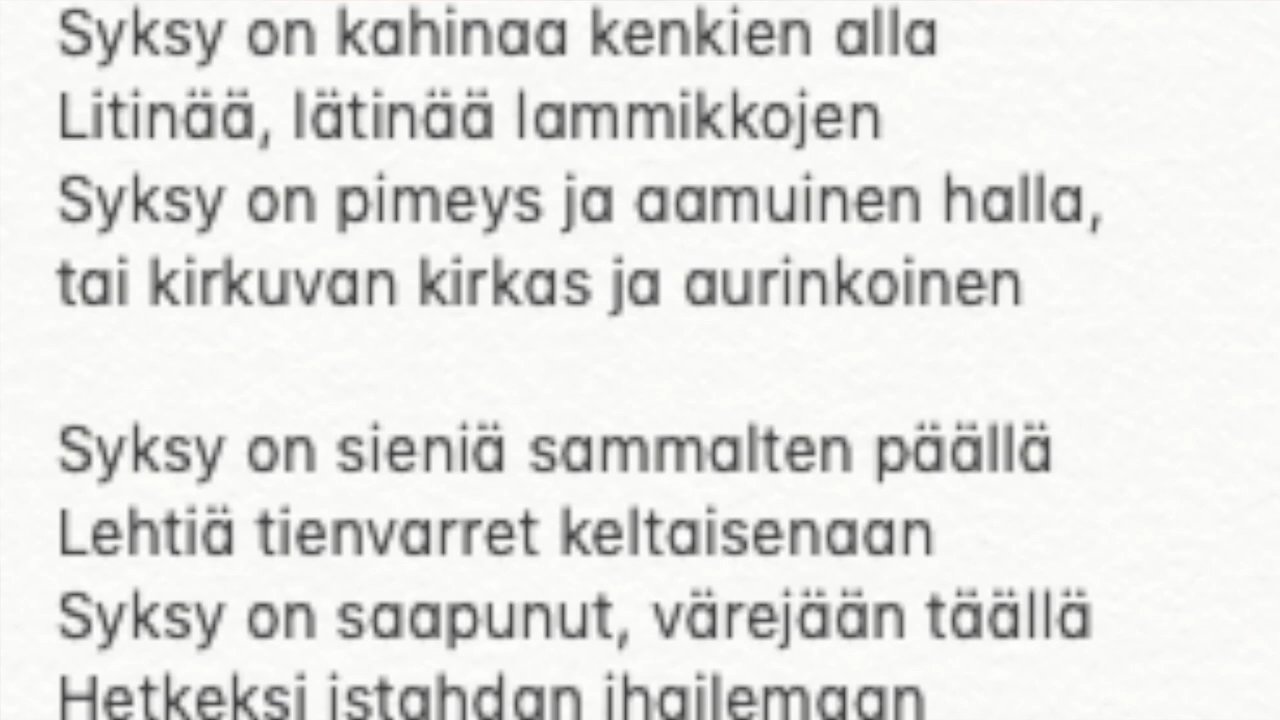 Syksy on kahinaa kenkien alla
Litinää, lätinää lammikkojen
Syksy on pimeys ja aamuinen halla,
tai kirkuvan kirkas ja aurinkoinen
Syksy on sieniä sammalten päällä
Lehtiä tienvarret keltaisenaan
Syksy on saapunut, värejään täällä
Hetkeksi istahdan ihailemaan